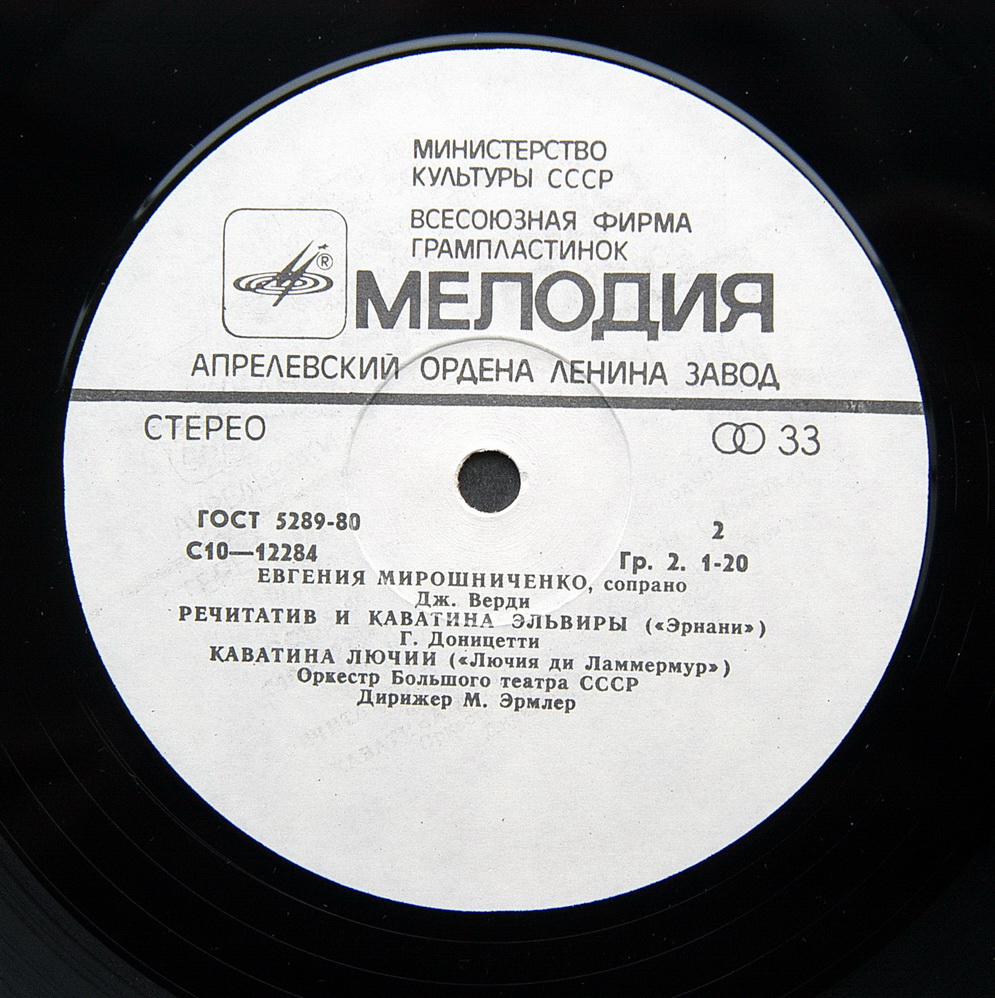 МИНИСТЕРСТВО
КУЛЬТУРЫ СССР
ВСЕСОЮЗНАЯ ФИРМА
ГРАМПЛАСТИНОК
®
МЕЛОДИЯ
АПРЕЛЕВСКИЙ ОРДЕНА ЛЕНИНА ЗАВОД
СТЕРЕО 33
ГОСТ 5289-80 2
С10—12284 Гр. 2. 1-20
ЕВГЕНИЯ МИРОШНИЧЕНКО, сопрано
Дж. Верди
РЕЧИТАТИВ И КАВАТИНА ЭЛЬВИРЫ («Эрнани»)
Г. Доницетти
КАВАТИНА ЛЮЧИИ («Лючия ди Ламмермур»)
Оркестр Большого театра СССР
Дирижер М. Эрмлер